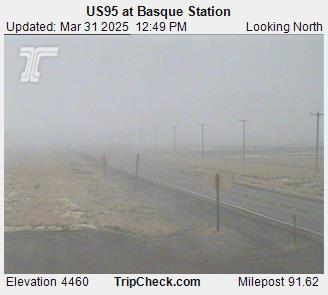 US95 at Basque Station
Updated: Mar 31 2025 12:49 PM Looking North
Elevation 4460 TripCheck.com Milepost 91.62